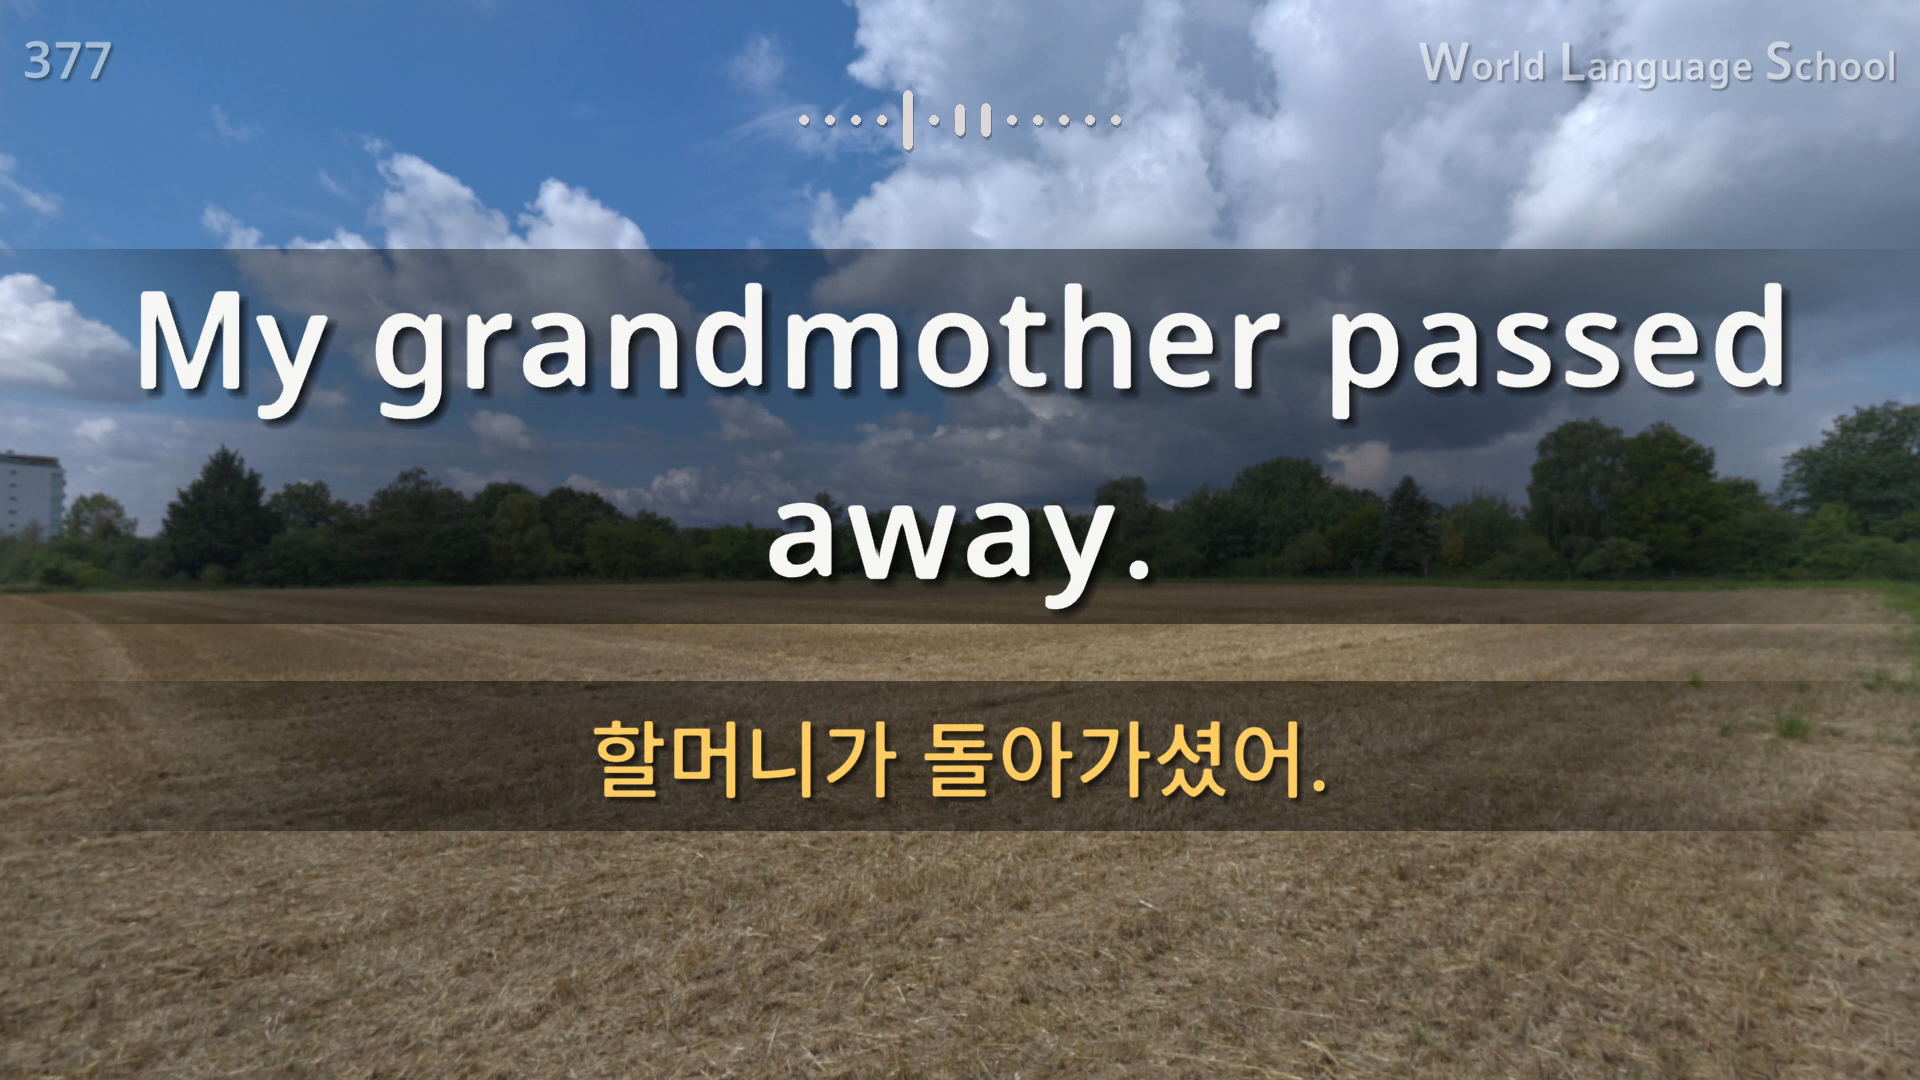 377
World Language School
My grandmother passed
away.
할머니가 돌아가셨어.